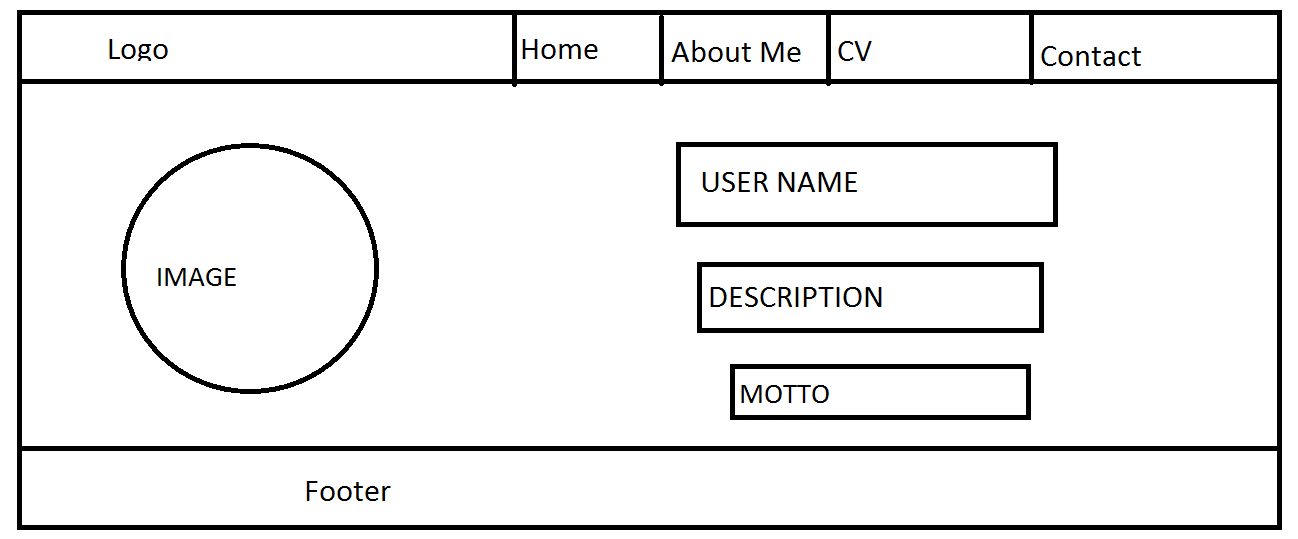 Logo
Home
About Me
CV
Contact
IMAGE
USER NAME
DESCRIPTION
MOTTO
Footer